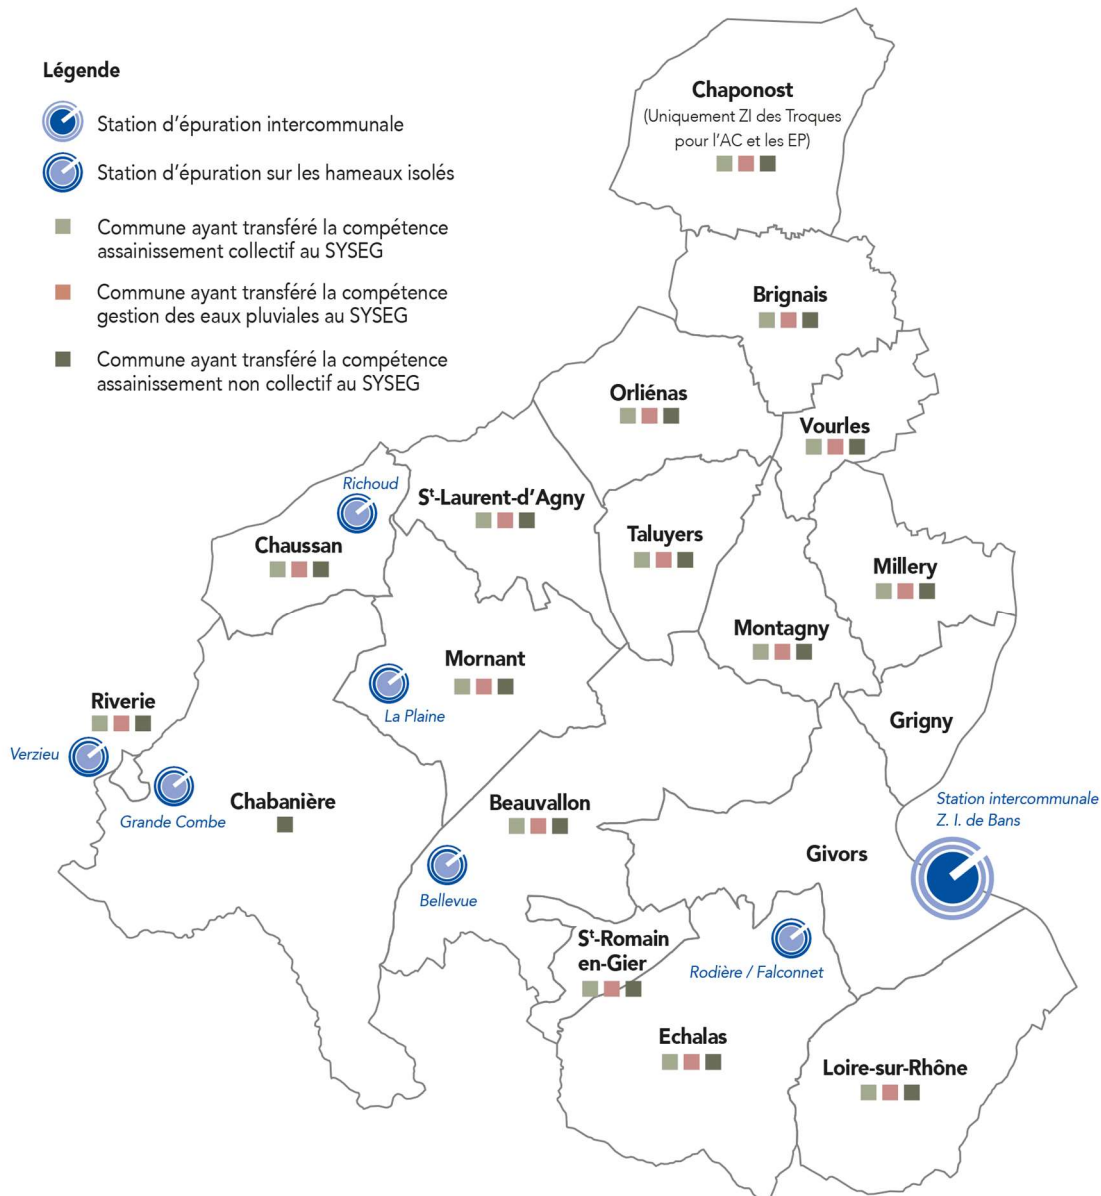 Légende
Station d'épuration intercommunale
Station d'épuration sur les hameaux isolés
Commune ayant transféré la compétence
assainissement collectif au SYSEG
Commune ayant transféré la compétence
gestion des eaux pluviales au SYSEG
Commune ayant transféré la compétence
assainissement non collectif au SYSEG
Chaponost
(Uniquement ZI des Troques
pour l'AC et les EP)
Brignais
Orliénas
Vourles
Richoud
St-Laurent-d'Agny
Chaussan
Taluyers
Millery
Montagny
Mornant
La Plaine
Riverie
Grigny
Verzieu
Grande Combe
Chabanière
Beauvallon
Station intercommunale
Z. I. de Bans
Givors
Bellevue
St-Romain
en-Gier
Rodière / Falconnet
Echalas
Loire-sur-Rhône